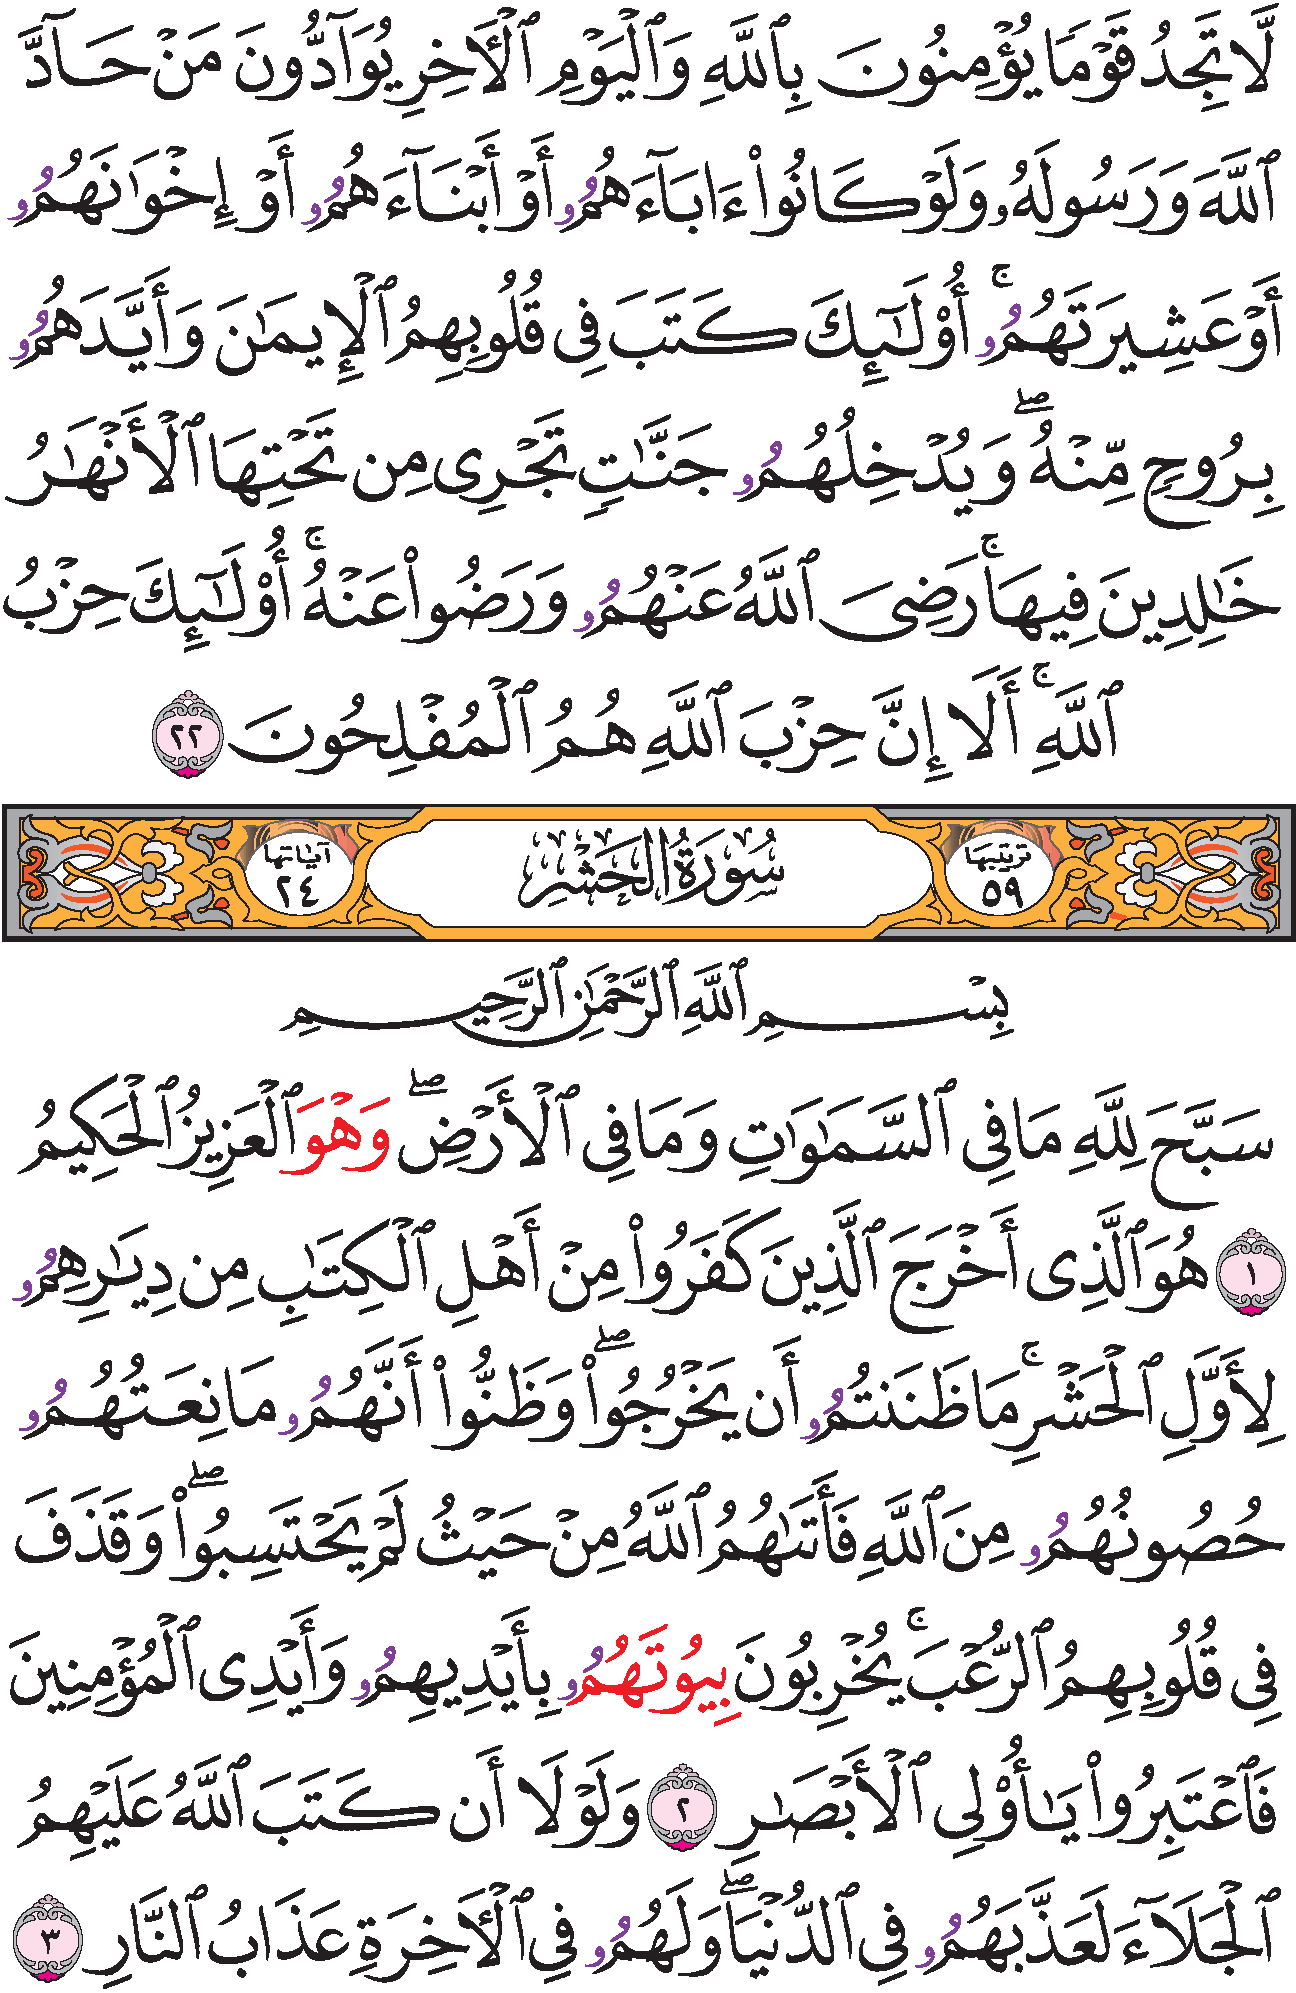 لَّا تَجِدُ قَوْمًا يُؤْمِنُونَ بِٱللَّهِ وَٱلْيَوْمِ ٱلْأٓخِرِ يُوَآدُّونَ مَنْ حَآدَّ
ٱللَّهَ وَرَسُولَهُۥ وَلَوْ كَانُوٓاْ ءَابَآءَهُمُۥ أَوْ أَبْنَآءَهُمُۥ أَوْ إِخْوَٰنَهُمُۥ
أَوْ عَشِيرَتَهُمُۥ ۚ أُوْلَٰٓئِكَ كَتَبَ فِى قُلُوبِهِمُ ٱلْإِيمَٰنَ وَأَيَّدَهُمُۥ
بِرُوحٍ مِّنْهُ ۖ وَيُدْخِلُهُمُۥ جَنَّٰتٍ تَجْرِى مِن تَحْتِهَا ٱلْأَنْهَٰرُ
خَٰلِدِينَ فِيهَا ۚ رَضِىَ ٱللَّهُ عَنْهُمُۥ وَرَضُواْ عَنْهُ ۚ أُوْلَٰٓئِكَ حِزْبُ
ٱللَّهِ ۚ أَلَا إِنَّ حِزْبَ ٱللَّهِ هُمُ ٱلْمُفْلِحُونَ ٢٢
ترتيبها ٥٩ سُورَةُ الحَشْرِ آياتها ٢٤
بِسْمِ ٱللَّهِ ٱلرَّحْمَٰنِ ٱلرَّحِيمِ
سَبَّحَ لِلَّهِ مَا فِى ٱلسَّمَٰوَٰتِ وَمَا فِى ٱلْأَرْضِ ۖ وَهْوَ ٱلْعَزِيزُ ٱلْحَكِيمُ
١ هُوَ ٱلَّذِى أَخْرَجَ ٱلَّذِينَ كَفَرُواْ مِنْ أَهْلِ ٱلْكِتَٰبِ مِن دِيَٰرِهِمُۥ
لِأَوَّلِ ٱلْحَشْرِ ۚ مَا ظَنَنتُمُۥ أَن يَخْرُجُواْ ۖ وَظَنُّواْ أَنَّهُمُۥ مَانِعَتُهُمُۥ
حُصُونُهُمُۥ مِنَ ٱللَّهِ فَأَتَىٰهُمُ ٱللَّهُ مِنْ حَيْثُ لَمْ يَحْتَسِبُواْ ۖ وَقَذَفَ
فِى قُلُوبِهِمُ ٱلرُّعْبَ ۚ يُخْرِبُونَ بِيُوتَهُمُۥ بِأَيْدِيهِمُۥ وَأَيْدِى ٱلْمُؤْمِنِينَ
فَٱعْتَبِرُواْ يَٰأُوْلِى ٱلْأَبْصَٰرِ ٢ وَلَوْلَا أَن كَتَبَ ٱللَّهُ عَلَيْهِمُ
ٱلْجَلَآءَ لَعَذَّبَهُمُۥ فِى ٱلدُّنْيَا ۖ وَلَهُمُۥ فِى ٱلْأٓخِرَةِ عَذَابُ ٱلنَّارِ ٣